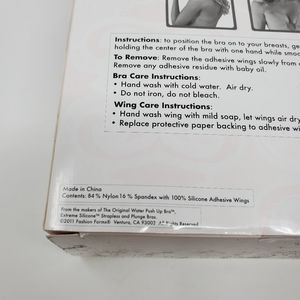 Instructions: to position the bra on to your breasts, ge
holding the center of the bra with one hand while smoo
To Remove: Remove the adhesive wings slowly from
Remove any adhesive residue with baby oil.
Bra Care Instructions:
• Hand wash with cold water. Air dry.
• Do not iron, do not bleach.
Wing Care Instructions:
• Hand wash wing with mild soap, let wings air dry
• Replace protective paper backing to adhesive wi
Made in China
Contents: 84% Nylon 16% Spandex with 100% Silicone Adhesive Wings
From the makers of The Original Water Push Up Bra™,
Extreme Silicone™ Strapless and Plunge Bras.
©2011 Fashion Forms® Ventura, CA 93003 All Rights Reserved